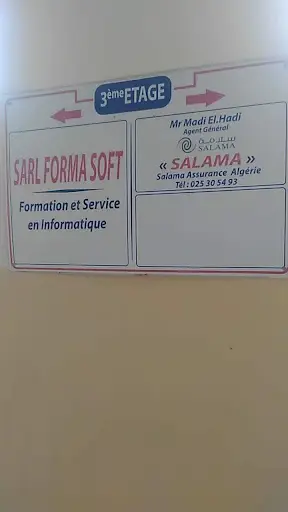 3ème ETAGE
SARL FORMA SOFT
Formation et Service
en Informatique
Mr Madi El.Hadi
Agent Général
سلامة
SALAMA
« SALAMA »
Salama Assurance Algérie
Tél : 025 30 54 93